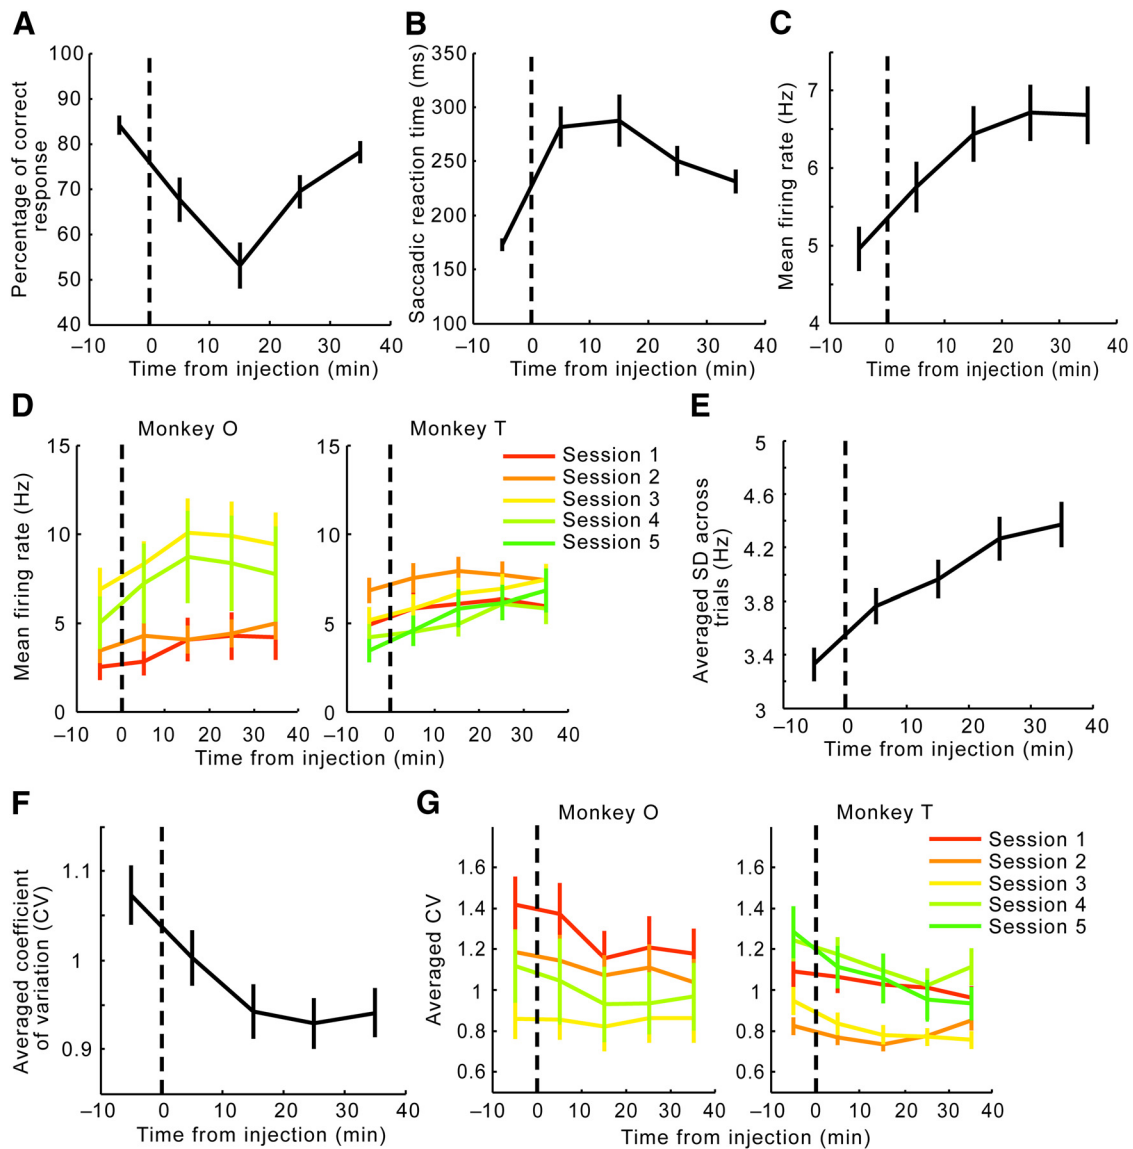 A
Percentage of correct
response
100
90
80
70
60
50
40
–10 0 10 20 30 40
Time from injection (min)
B
Saccadic reaction time (ms)
350
300
250
200
150
100
–10 0 10 20 30 40
Time from injection (min)
C
Mean firing rate (Hz)
7
6
5
4
–10 0 10 20 30 40
Time from injection (min)
D
Monkey O
Monkey T
Mean firing rate (Hz)
15
10
5
0
–10 0 10 20 30 40
15
10
5
0
–10 0 10 20 30 40
Time from injection (min)
Session 1
Session 2
Session 3
Session 4
Session 5
E
Averaged SD across
trials (Hz)
5
4.6
4.2
3.8
3.4
3
–10 0 10 20 30 40
Time from injection (min)
F
Averaged coefficient
of variation (CV)
1.1
1
0.9
–10 0 10 20 30 40
Time from injection (min)
G
Monkey O
Monkey T
Averaged CV
1.6
1.4
1.2
1
0.8
0.6
–10 0 10 20 30 40
1.6
1.4
1.2
1
0.8
0.6
–10 0 10 20 30 40
Time from injection (min)
Session 1
Session 2
Session 3
Session 4
Session 5